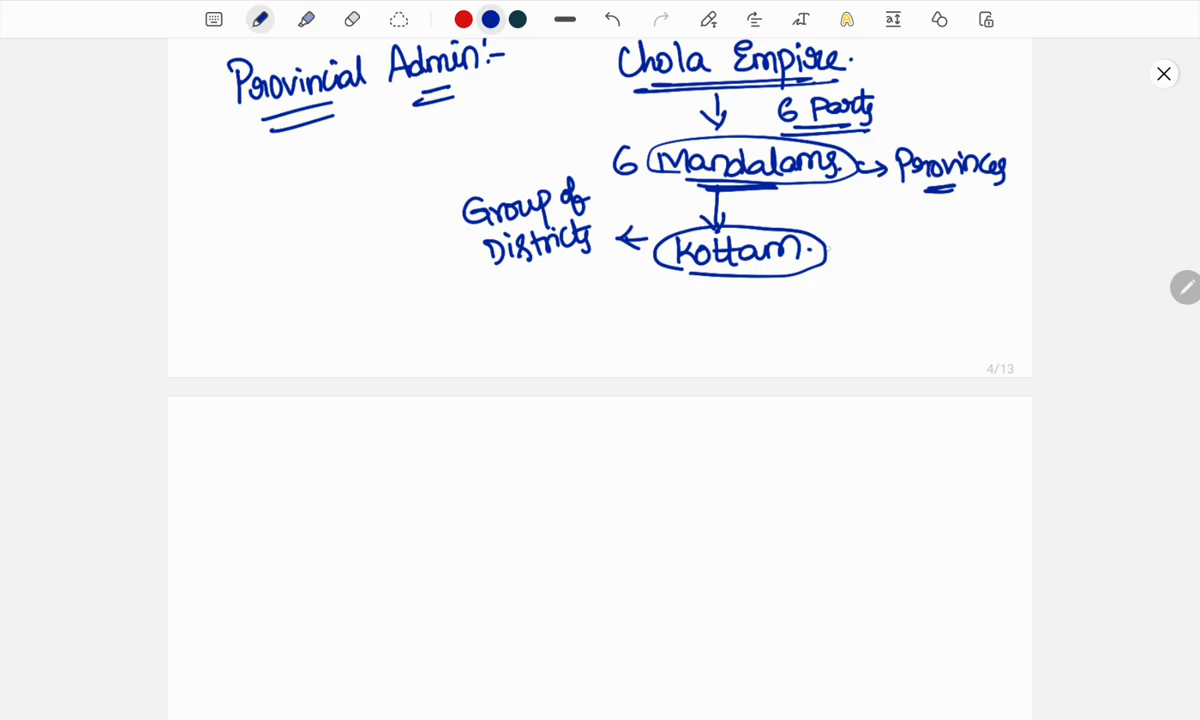 Provincial Admin:-
Chola Empire.
↓ 6 Parts
6 Mandalams. → Provinces
↓
Group of Districts ← Kottam.
4/13